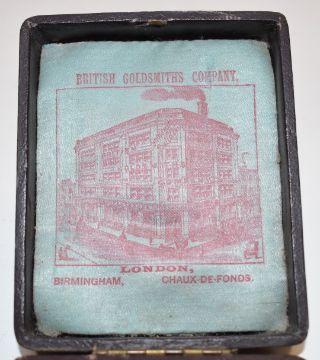 BRITISH GOLDSMITHS COMPANY,
LONDON,
BIRMINGHAM, CHAUX-DE-FONDS.